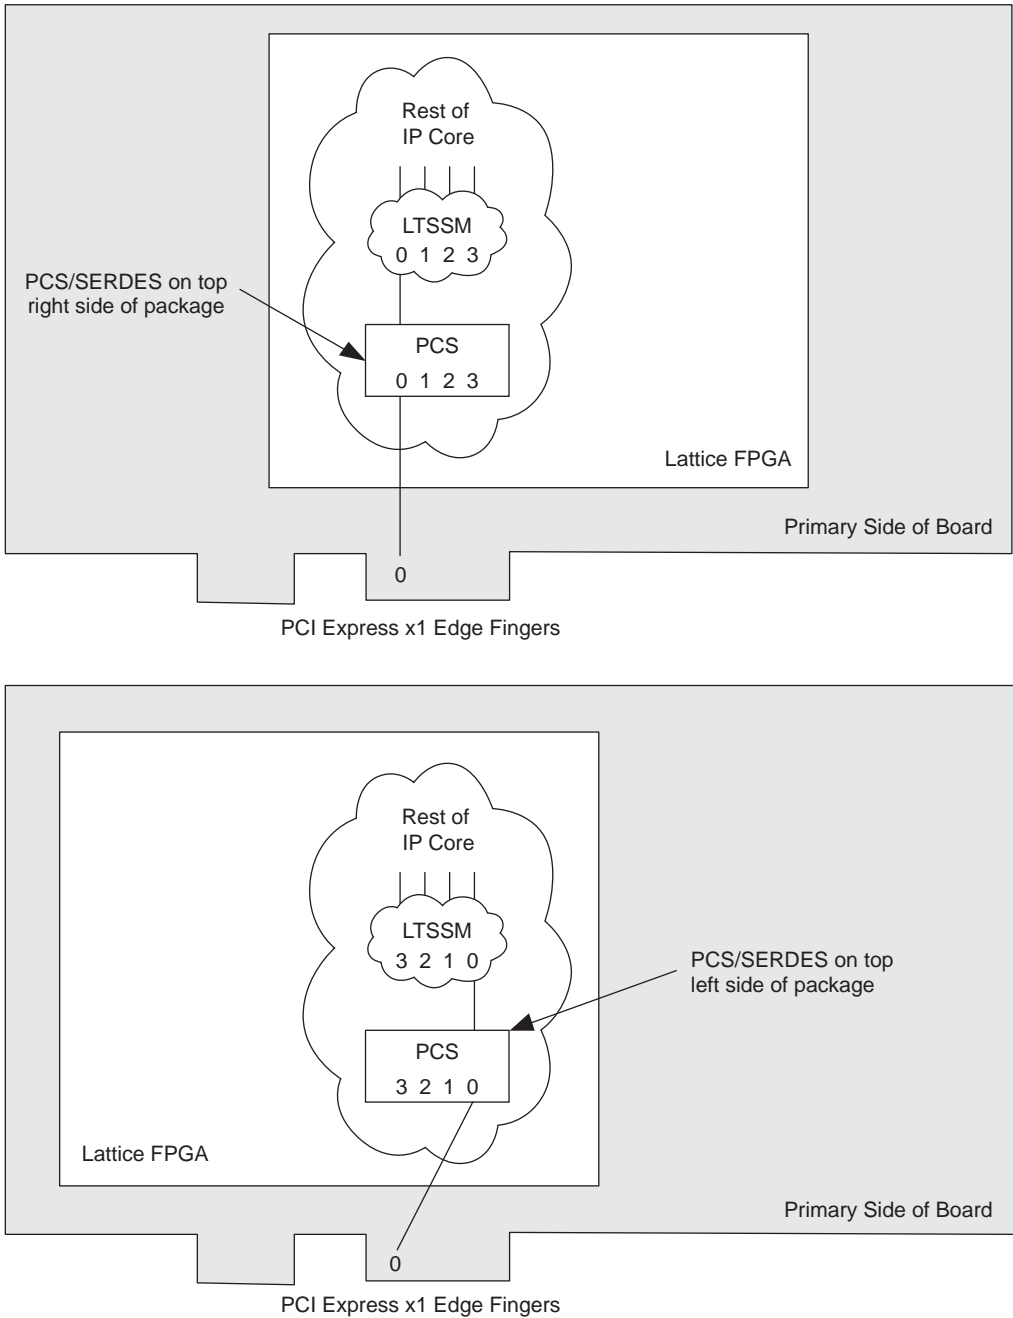 Rest of
IP Core
LTSSM
0 1 2 3
PCS/SERDES on top
right side of package
PCS
0 1 2 3
Lattice FPGA
Primary Side of Board
0
PCI Express x1 Edge Fingers
Rest of
IP Core
LTSSM
3 2 1 0
PCS/SERDES on top
left side of package
PCS
3 2 1 0
Lattice FPGA
Primary Side of Board
0
PCI Express x1 Edge Fingers